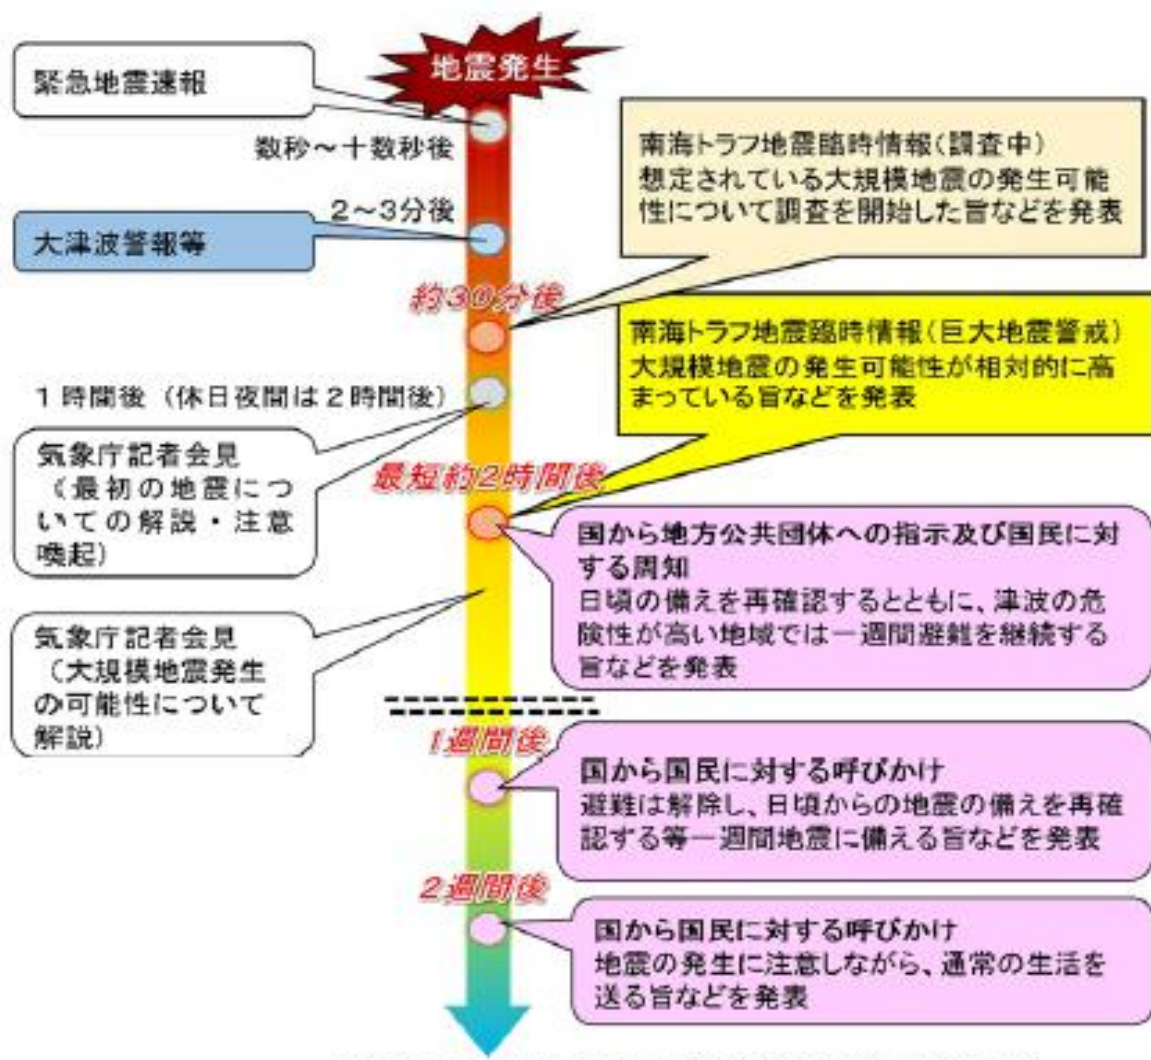 地震発生
緊急地震速報
数秒～十数秒後
2～3分後
大津波警報等
約30分後
南海トラフ地震臨時情報(調査中)
想定されている大規模地震の発生可能
性について調査を開始した旨などを発表
1時間後（休日夜間は2時間後）
気象庁記者会見
（最初の地震につ
いての解説・注意
喚起）
最短約2時間後
南海トラフ地震臨時情報(巨大地震警戒)
大規模地震の発生可能性が相対的に高
まっている旨などを発表
国から地方公共団体への指示及び国民に対
する周知
日頃の備えを再確認するとともに、津波の危
険性が高い地域では一週間避難を継続する
旨などを発表
気象庁記者会見
（大規模地震発生
の可能性について
解説）
1週間後
国から国民に対する呼びかけ
避難は解除し、日頃からの地震の備えを再確
認する等一週間地震に備える旨などを発表
2週間後
国から国民に対する呼びかけ
地震の発生に注意しながら、通常の生活を
送る旨などを発表